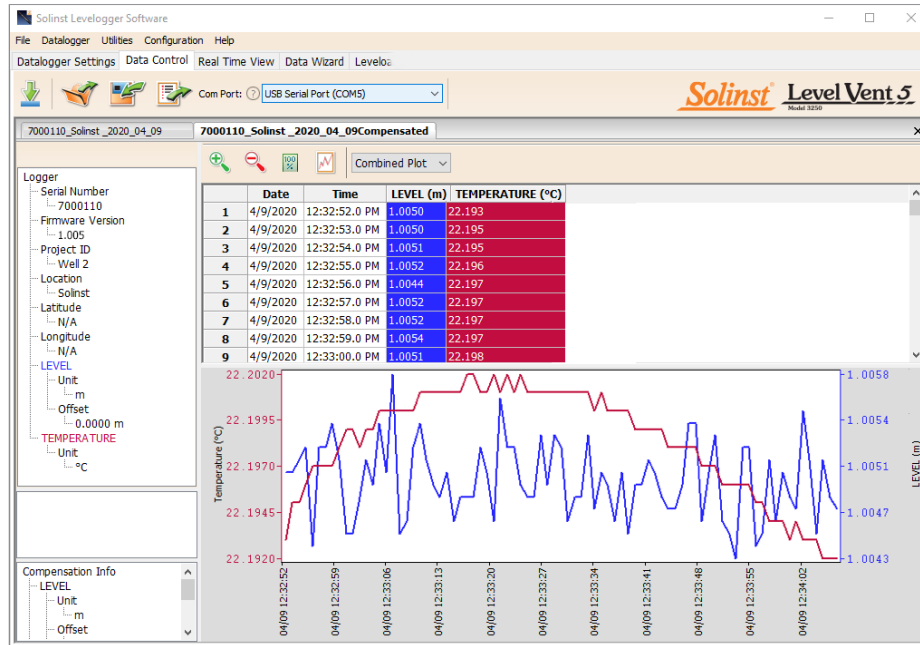 Solinst Levelogger Software
File Datalogger Utilities Configuration Help
Datalogger Settings Data Control Real Time View Data Wizard Leveloa
Com Port: ? USB Serial Port (COM5)
Solinst Level Vent 5
Model 3250
7000110_Solinst _2020_04_09 7000110_Solinst _2020_04_09Compensated
100 %
Combined Plot
Logger
Serial Number
7000110
Firmware Version
1.005
Project ID
Well 2
Location
Solinst
Latitude
N/A
Longitude
N/A
LEVEL
Unit
m
Offset
0.0000 m
TEMPERATURE
Unit
°C
Compensation Info
LEVEL
Unit
m
Offset
Date Time LEVEL (m) TEMPERATURE (°C)
1 4/9/2020 12:32:52.0 PM 1.0050 22.193
2 4/9/2020 12:32:53.0 PM 1.0050 22.195
3 4/9/2020 12:32:54.0 PM 1.0051 22.195
4 4/9/2020 12:32:55.0 PM 1.0052 22.196
5 4/9/2020 12:32:56.0 PM 1.0044 22.197
6 4/9/2020 12:32:57.0 PM 1.0052 22.197
7 4/9/2020 12:32:58.0 PM 1.0052 22.197
8 4/9/2020 12:32:59.0 PM 1.0054 22.197
9 4/9/2020 12:33:00.0 PM 1.0051 22.198
Temperature (°C)
22.2020
22.1995
22.1970
22.1945
22.1920
1.0058
1.0054
1.0051
1.0047
1.0043
LEVEL (m)
04/09 12:32:52
04/09 12:32:59
04/09 12:33:06
04/09 12:33:13
04/09 12:33:20
04/09 12:33:27
04/09 12:33:34
04/09 12:33:41
04/09 12:33:48
04/09 12:33:55
04/09 12:34:02